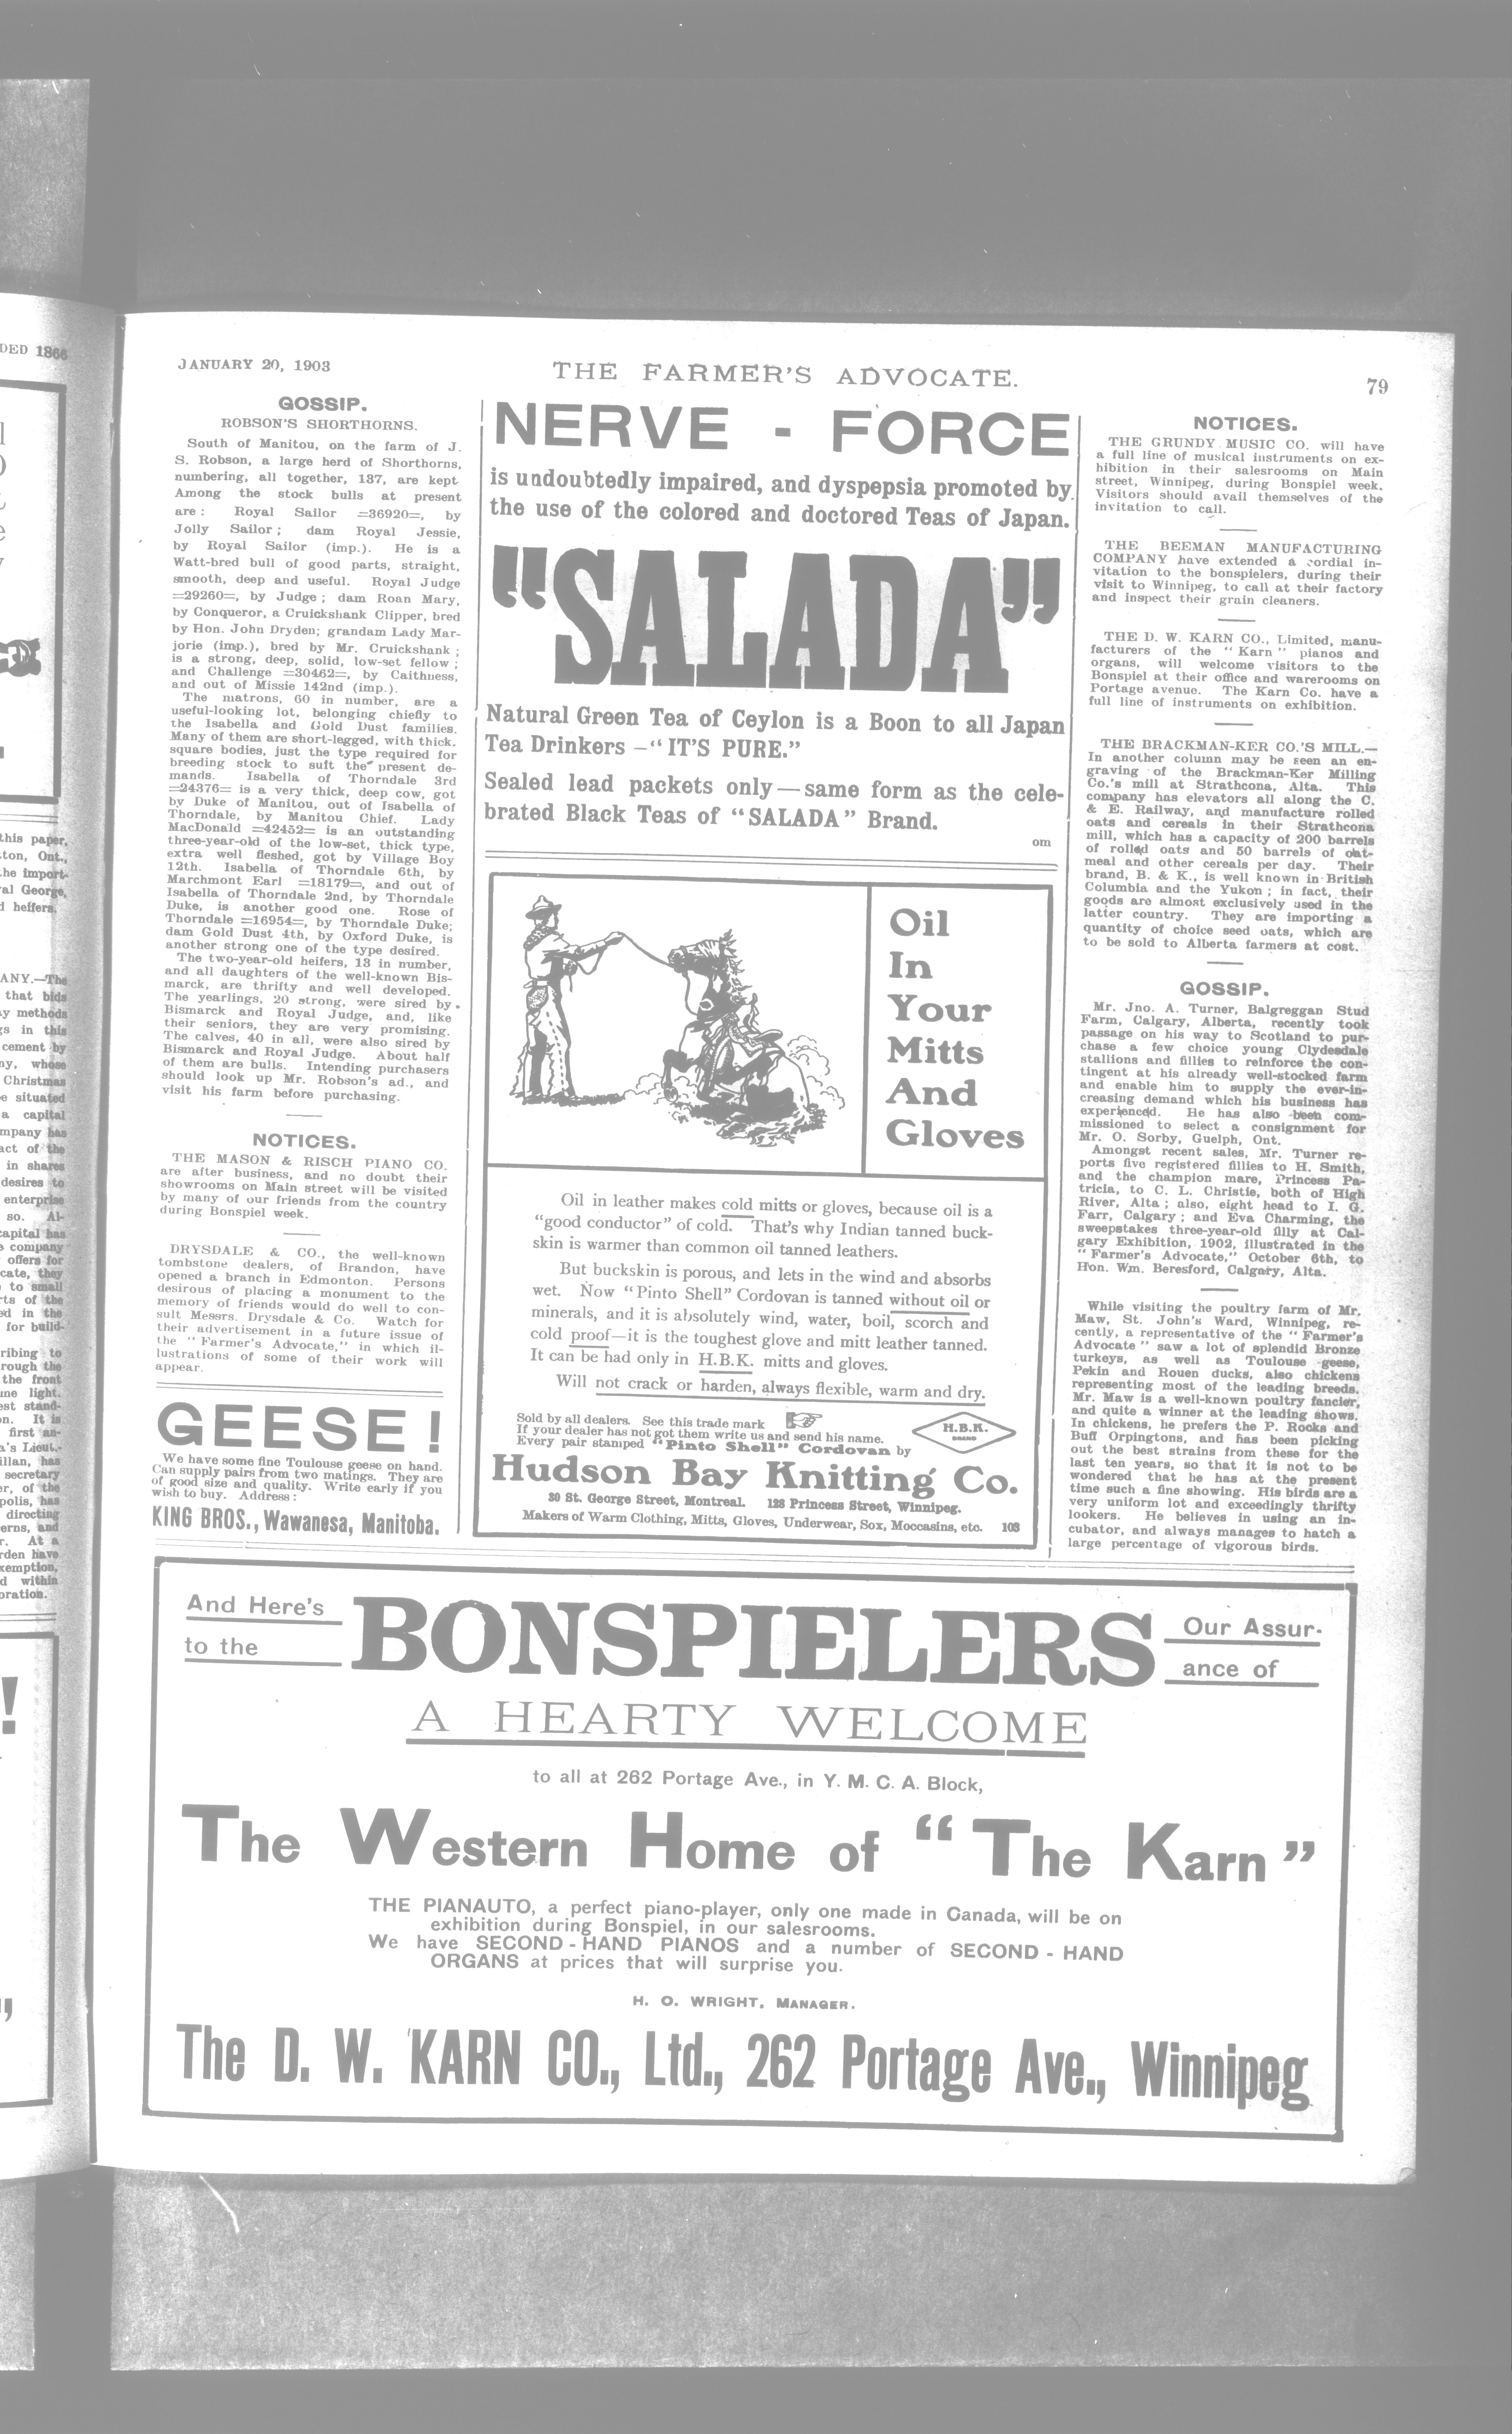 JANUARY 20, 1903
THE FARMER'S ADVOCATE.
79
GOSSIP.
ROBSON'S SHORTHORNS.
South of Manitou, on the farm of J.
S. Robson, a large herd of Shorthorns,
numbering, all together, 137, are kept.
Among the stock bulls at present
are : Royal Sailor =36920=, by
Jolly Sailor ; dam Royal Jessie,
by Royal Sailor (imp.). He is a
Watt-bred bull of good parts, straight,
smooth, deep and useful. Royal Judge
=29260=, by Judge ; dam Roan Mary,
by Conqueror, a Cruickshank Clipper, bred
by Hon. John Dryden; grandam Lady Mar-
jorie (imp.), bred by Mr. Cruickshank ;
is a strong, deep, solid, low-set fellow ;
and Challenge =30462=, by Caithness,
and out of Missie 142nd (imp.).
The matrons, 60 in number, are a
useful-looking lot, belonging chiefly to
the Isabella and Gold Dust families.
Many of them are short-legged, with thick,
square bodies, just the type required for
breeding stock to suit the present de-
mands. Isabella of Thorndale 3rd
=24376= is a very thick, deep cow, got
by Duke of Manitou, out of Isabella of
Thorndale, by Manitou Chief. Lady
MacDonald =42452= is an outstanding
three-year-old of the low-set, thick type,
extra well fleshed, got by Village Boy
12th. Isabella of Thorndale 6th, by
Marchmont Earl =18179=, and out of
Isabella of Thorndale 2nd, by Thorndale
Duke, is another good one. Rose of
Thorndale =16954=, by Thorndale Duke;
dam Gold Dust 4th, by Oxford Duke, is
another strong one of the type desired.
The two-year-old heifers, 13 in number,
and all daughters of the well-known Bis-
marck, are thrifty and well developed.
The yearlings, 20 strong, were sired by
Bismarck and Royal Judge, and, like
their seniors, they are very promising.
The calves, 40 in all, were also sired by
Bismarck and Royal Judge. About half
of them are bulls. Intending purchasers
should look up Mr. Robson's ad., and
visit his farm before purchasing.
NOTICES.
THE MASON & RISCH PIANO CO.
are after business, and no doubt their
showrooms on Main street will be visited
by many of our friends from the country
during Bonspiel week.
DRYSDALE & CO., the well-known
tombstone dealers, of Brandon, have
opened a branch in Edmonton. Persons
desirous of placing a monument to the
memory of friends would do well to con-
sult Messrs. Drysdale & Co. Watch for
their advertisement in a future issue of
the " Farmer's Advocate," in which il-
lustrations of some of their work will
appear.
GEESE !
We have some fine Toulouse geese on hand.
Can supply pairs from two matings. They are
of good size and quality. Write early if you
wish to buy. Address :
KING BROS., Wawanesa, Manitoba.
NERVE - FORCE
is undoubtedly impaired, and dyspepsia promoted by
the use of the colored and doctored Teas of Japan.
"SALADA"
Natural Green Tea of Ceylon is a Boon to all Japan
Tea Drinkers —" IT'S PURE."
Sealed lead packets only — same form as the cele-
brated Black Teas of "SALADA" Brand.
om
Oil
In
Your
Mitts
And
Gloves
Oil in leather makes cold mitts or gloves, because oil is a
"good conductor" of cold. That's why Indian tanned buck-
skin is warmer than common oil tanned leathers.
But buckskin is porous, and lets in the wind and absorbs
wet. Now "Pinto Shell" Cordovan is tanned without oil or
minerals, and it is absolutely wind, water, boil, scorch and
cold proof—it is the toughest glove and mitt leather tanned.
It can be had only in H.B.K. mitts and gloves.
Will not crack or harden, always flexible, warm and dry.
Sold by all dealers. See this trade mark
If your dealer has not got them write us and send his name.
Every pair stamped "Pinto Shell" Cordovan by
H.B.K.
BRAND
Hudson Bay Knitting Co.
30 St. George Street, Montreal. 128 Princess Street, Winnipeg.
Makers of Warm Clothing, Mitts, Gloves, Underwear, Sox, Moccasins, etc. 103
NOTICES.
THE GRUNDY MUSIC CO. will have
a full line of musical instruments on ex-
hibition in their salesrooms on Main
street, Winnipeg, during Bonspiel week.
Visitors should avail themselves of the
invitation to call.
THE BEEMAN MANUFACTURING
COMPANY have extended a cordial in-
vitation to the bonspielers, during their
visit to Winnipeg, to call at their factory
and inspect their grain cleaners.
THE D. W. KARN CO., Limited, manu-
facturers of the " Karn " pianos and
organs, will welcome visitors to the
Bonspiel at their office and warerooms on
Portage avenue. The Karn Co. have a
full line of instruments on exhibition.
THE BRACKMAN-KER CO.'S MILL.—
In another column may be seen an en-
graving of the Brackman-Ker Milling
Co.'s mill at Strathcona, Alta. This
company has elevators all along the C.
& E. Railway, and manufacture rolled
oats and cereals in their Strathcona
mill, which has a capacity of 200 barrels
of rolled oats and 50 barrels of oat-
meal and other cereals per day. Their
brand, B. & K., is well known in British
Columbia and the Yukon ; in fact, their
goods are almost exclusively used in the
latter country. They are importing a
quantity of choice seed oats, which are
to be sold to Alberta farmers at cost.
GOSSIP.
Mr. Jno. A. Turner, Balgreggan Stud
Farm, Calgary, Alberta, recently took
passage on his way to Scotland to pur-
chase a few choice young Clydesdale
stallions and fillies to reinforce the con-
tingent at his already well-stocked farm
and enable him to supply the ever-in-
creasing demand which his business has
experienced. He has also been com-
missioned to select a consignment for
Mr. O. Sorby, Guelph, Ont.
Amongst recent sales, Mr. Turner re-
ports five registered fillies to H. Smith,
and the champion mare, Princess Pa-
tricia, to C. L. Christie, both of High
River, Alta ; also, eight head to I. G.
Farr, Calgary ; and Eva Charming, the
sweepstakes three-year-old filly at Cal-
gary Exhibition, 1902, illustrated in the
" Farmer's Advocate," October 6th, to
Hon. Wm. Beresford, Calgary, Alta.
While visiting the poultry farm of Mr.
Maw, St. John's Ward, Winnipeg, re-
cently, a representative of the " Farmer's
Advocate " saw a lot of splendid Bronze
turkeys, as well as Toulouse geese,
Pekin and Rouen ducks, also chickens
representing most of the leading breeds.
Mr. Maw is a well-known poultry fancier,
and quite a winner at the leading shows.
In chickens, he prefers the P. Rocks and
Buff Orpingtons, and has been picking
out the best strains from these for the
last ten years, so that it is not to be
wondered that he has at the present
time such a fine showing. His birds are a
very uniform lot and exceedingly thrifty
lookers. He believes in using an in-
cubator, and always manages to hatch a
large percentage of vigorous birds.
And Here's
to the
BONSPIELERS
Our Assur-
ance of
A HEARTY WELCOME
to all at 262 Portage Ave., in Y. M. C. A. Block,
The Western Home of " The Karn "
THE PIANAUTO, a perfect piano-player, only one made in Canada, will be on
exhibition during Bonspiel, in our salesrooms.
We have SECOND - HAND PIANOS and a number of SECOND - HAND
ORGANS at prices that will surprise you.
H. O. WRIGHT, MANAGER.
The D. W. KARN CO., Ltd., 262 Portage Ave., Winnipeg